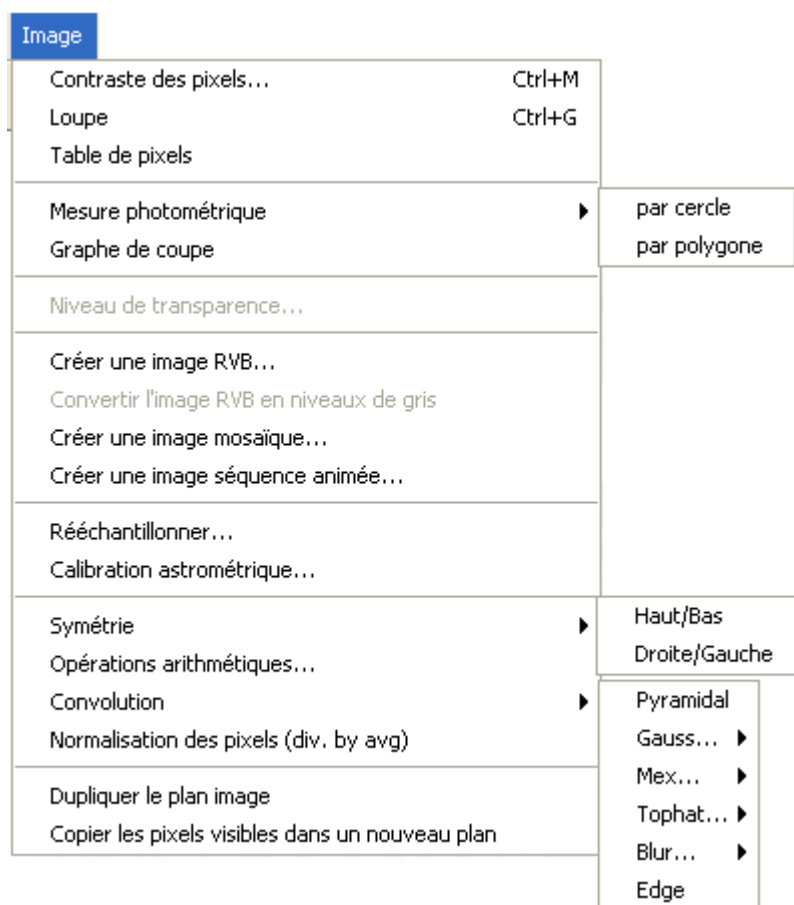 Image
Contraste des pixels... Ctrl+M
Loupe Ctrl+G
Table de pixels
Mesure photométrique
par cercle
par polygone
Graphe de coupe
Niveau de transparence...
Créer une image RVB...
Convertir l'image RVB en niveaux de gris
Créer une image mosaïque...
Créer une image séquence animée...
Rééchantillonner...
Calibration astrométrique...
Symétrie
Haut/Bas
Droite/Gauche
Opérations arithmétiques...
Convolution
Pyramidal
Gauss...
Mex...
Tophat...
Blur...
Edge
Normalisation des pixels (div. by avg)
Dupliquer le plan image
Copier les pixels visibles dans un nouveau plan